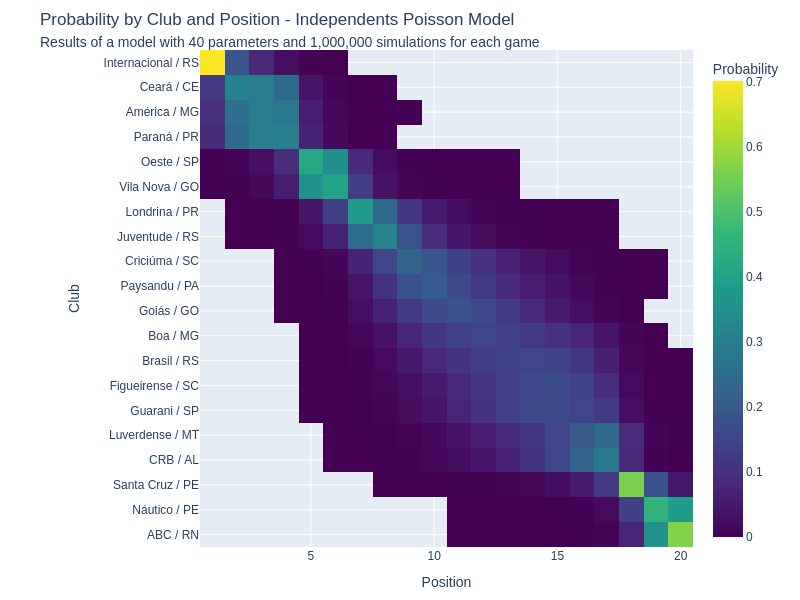 Probability by Club and Position - Independents Poisson Model
Results of a model with 40 parameters and 1,000,000 simulations for each game
Probability
Internacional / RS
Ceará / CE
América / MG
Paraná / PR
Oeste / SP
Vila Nova / GO
Londrina / PR
Juventude / RS
Criciúma / SC
Paysandu / PA
Goiás / GO
Boa / MG
Brasil / RS
Figueirense / SC
Guarani / SP
Luverdense / MT
CRB / AL
Santa Cruz / PE
Náutico / PE
ABC / RN
Club
0.7
0.6
0.5
0.4
0.3
0.2
0.1
0
5
10
15
20
Position